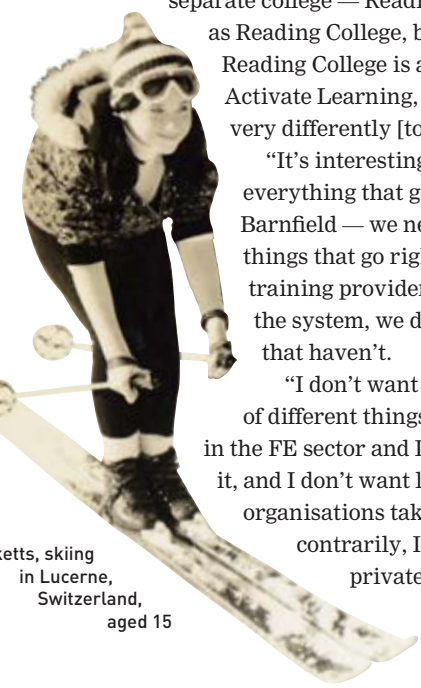 separate college — Readi
as Reading College, b
Reading College is a
Activate Learning,
very differently [to
“It’s interesting
everything that g
Barnfield — we ne
things that go rig
training provider
the system, we d
that haven’t.
“I don’t want
of different things
in the FE sector and I
it, and I don’t want l
organisations tak
contrarily, I
private
ketts, skiing
in Lucerne,
Switzerland,
aged 15